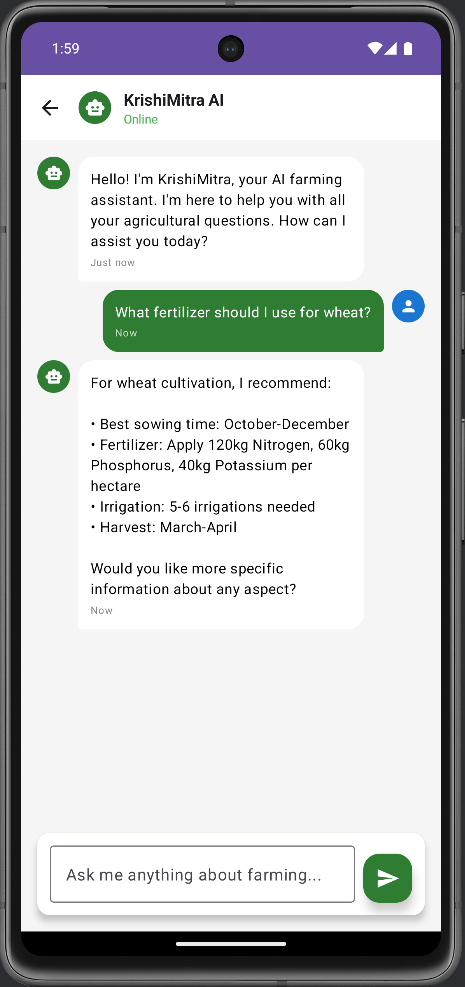 1:59
KrishiMitra AI
Online
Hello! I'm KrishiMitra, your AI farming
assistant. I'm here to help you with all
your agricultural questions. How can I
assist you today?
Just now
What fertilizer should I use for wheat?
Now
For wheat cultivation, I recommend:
• Best sowing time: October-December
• Fertilizer: Apply 120kg Nitrogen, 60kg
Phosphorus, 40kg Potassium per
hectare
• Irrigation: 5-6 irrigations needed
• Harvest: March-April
Would you like more specific
information about any aspect?
Now
Ask me anything about farming...